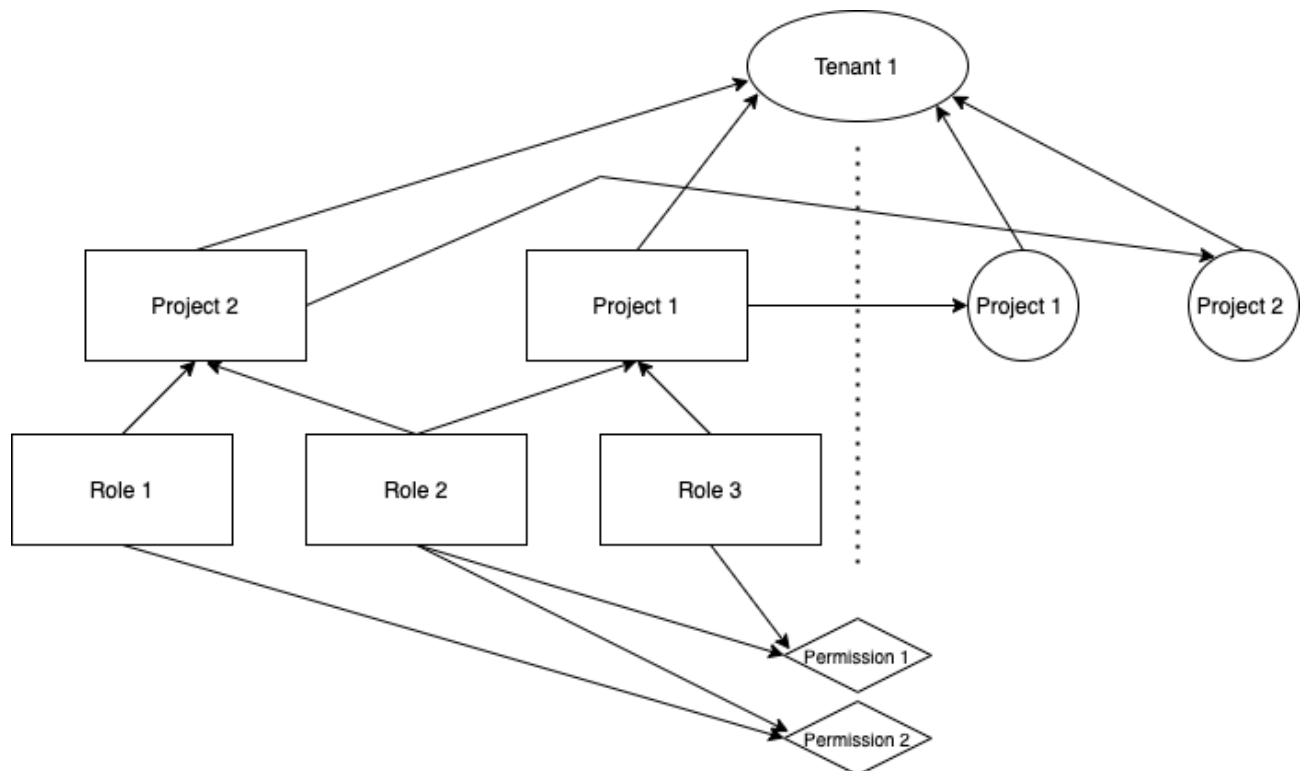 Tenant 1
Project 2
Project 1
Project 1
Project 2
Role 1
Role 2
Role 3
Permission 1
Permission 2